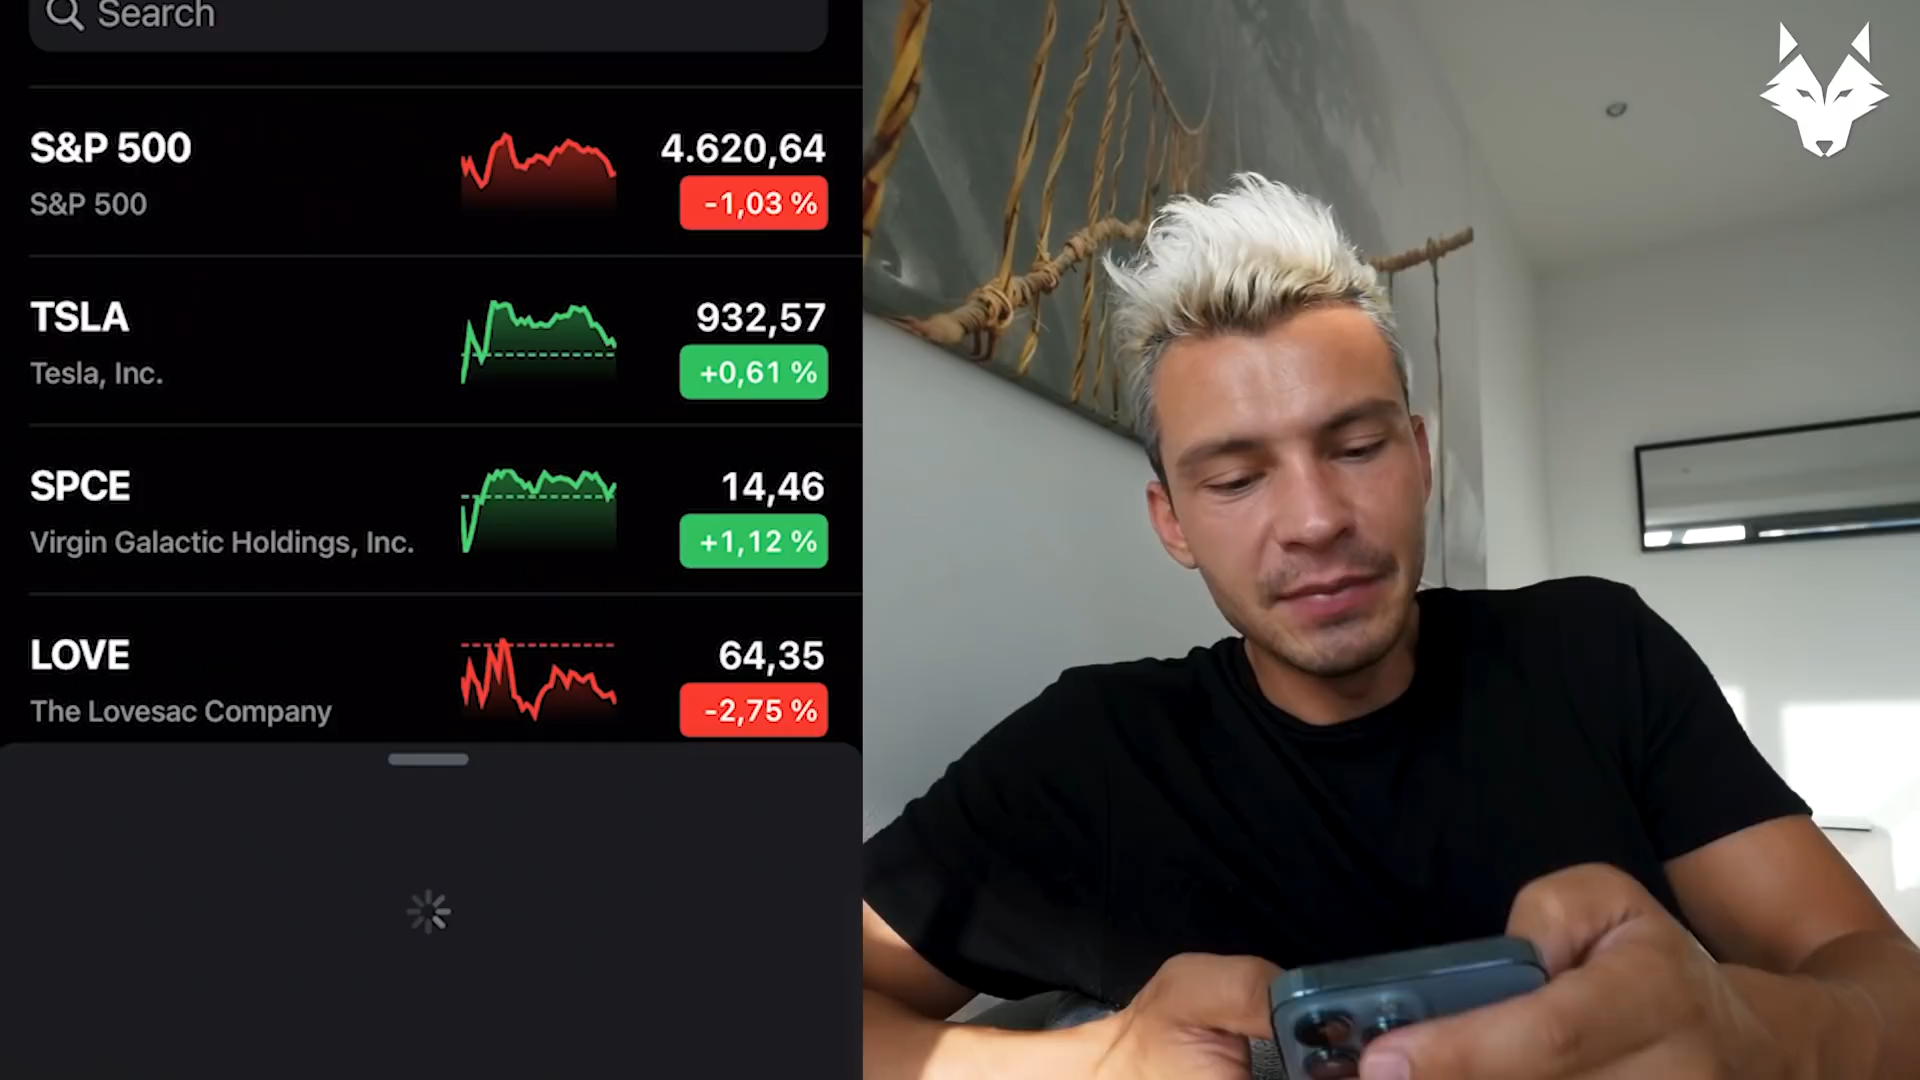 Search
S&P 500
4.620,64
S&P 500
-1,03 %
TSLA
932,57
Tesla, Inc.
+0,61 %
SPCE
14,46
Virgin Galactic Holdings, Inc.
+1,12 %
LOVE
64,35
The Lovesac Company
-2,75 %